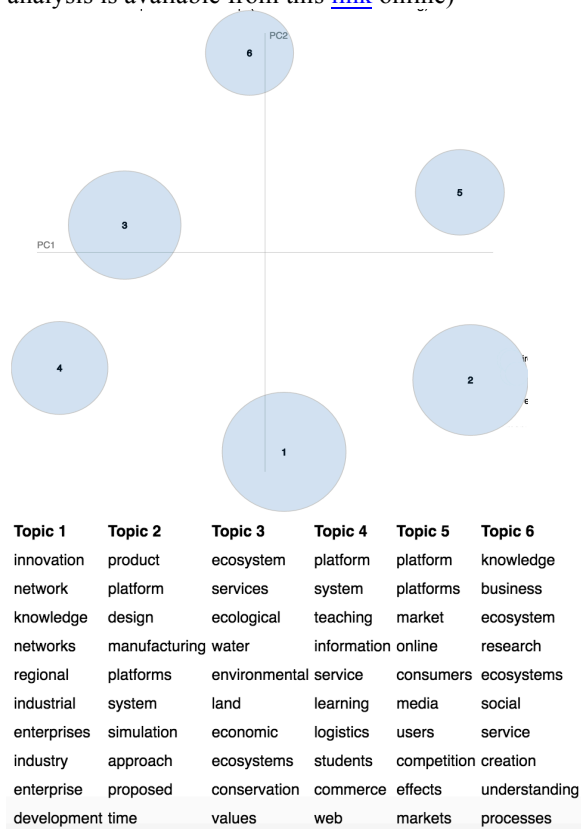 analysis is available from this link online)
PC2
6
5
3
PC1
4
2
1
Topic 1 Topic 2 Topic 3 Topic 4 Topic 5 Topic 6
innovation product ecosystem platform platform knowledge
network platform services system platforms business
knowledge design ecological teaching market ecosystem
networks manufacturing water information online research
regional platforms environmental service consumers ecosystems
industrial system land learning media social
enterprises simulation economic logistics users service
industry approach ecosystems students competition creation
enterprise proposed conservation commerce effects understanding
development time values web markets processes